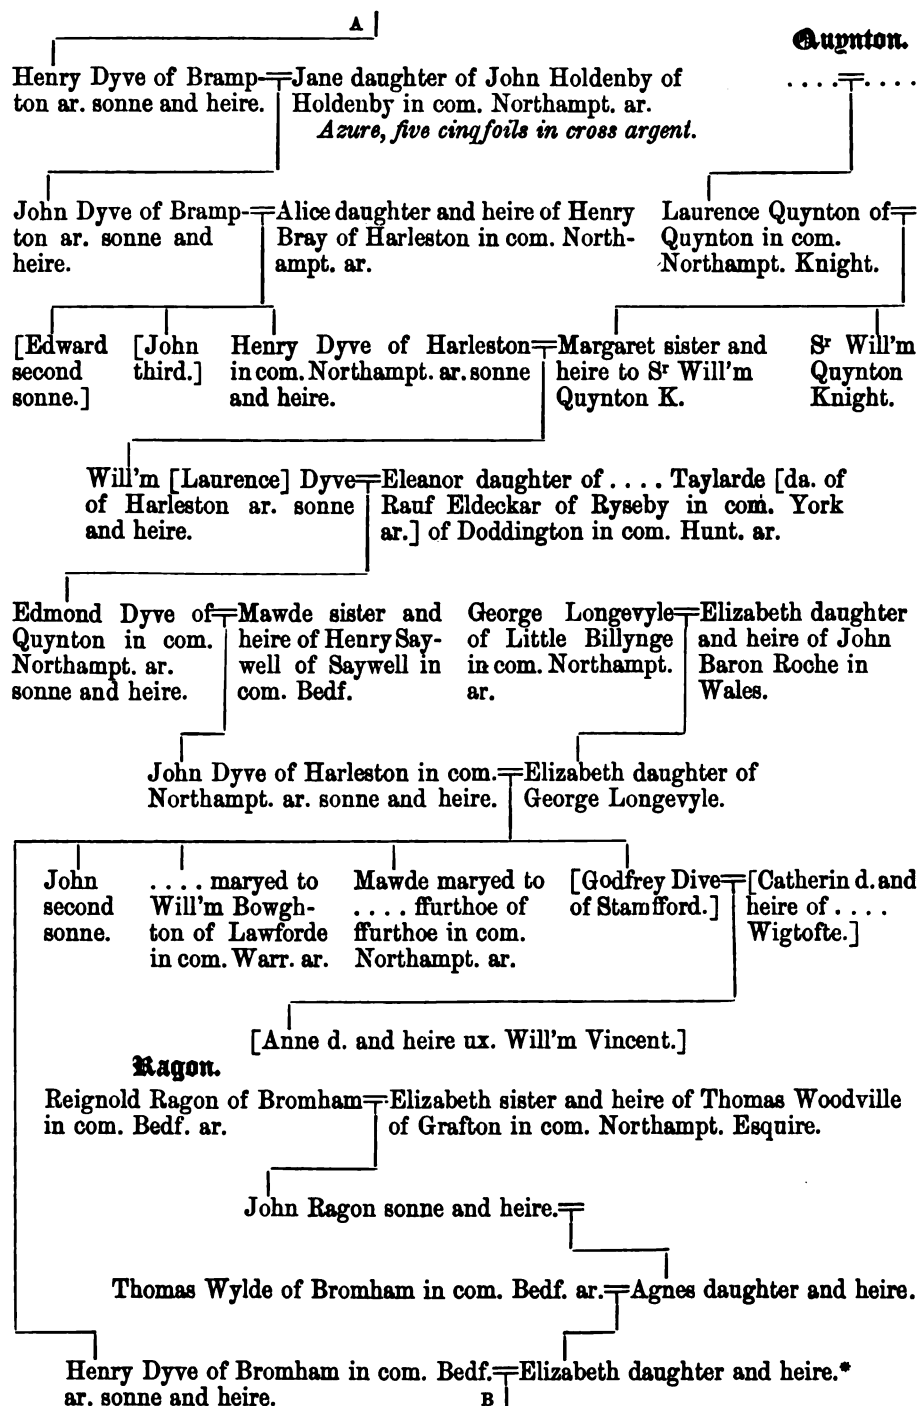 A
Quynton.
Henry Dyve of Bramp-
ton ar. sonne and heire.
Jane daughter of John Holdenby of
Holdenby in com. Northampt. ar.
Azure, five cinqfoils in cross argent.
. . . . . . . .
John Dyve of Bramp-
ton ar. sonne and
heire.
Alice daughter and heire of Henry
Bray of Harleston in com. North-
ampt. ar.
Laurence Quynton of
Quynton in com.
Northampt. Knight.
[Edward
second
sonne.]
[John
third.]
Henry Dyve of Harleston
in com. Northampt. ar. sonne
and heire.
Margaret sister and
heire to Sr Will'm
Quynton K.
Sr Will'm
Quynton
Knight.
Will'm [Laurence] Dyve
of Harleston ar. sonne
and heire.
Eleanor daughter of . . . . Taylarde [da. of
Rauf Eldeckar of Ryseby in com. York
ar.] of Doddington in com. Hunt. ar.
Edmond Dyve of
Quynton in com.
Northampt. ar.
sonne and heire.
Mawde sister and
heire of Henry Say-
well of Saywell in
com. Bedf.
George Longevyle
of Little Billynge
in com. Northampt.
ar.
Elizabeth daughter
and heire of John
Baron Roche in
Wales.
John Dyve of Harleston in com.
Northampt. ar. sonne and heire.
Elizabeth daughter of
George Longevyle.
John
second
sonne.
. . . . maryed to
Will'm Bowgh-
ton of Lawforde
in com. Warr. ar.
Mawde maryed to
. . . . ffurthoe of
ffurthoe in com.
Northampt. ar.
[Godfrey Dive
of Stamfford.]
[Catherin d. and
heire of . . . .
Wigtofte.]
[Anne d. and heire ux. Will'm Vincent.]
Ragon.
Reignold Ragon of Bromham
in com. Bedf. ar.
Elizabeth sister and heire of Thomas Woodville
of Grafton in com. Northampt. Esquire.
John Ragon sonne and heire.
Thomas Wylde of Bromham in com. Bedf. ar.
Agnes daughter and heire.
Henry Dyve of Bromham in com. Bedf.
ar. sonne and heire.
Elizabeth daughter and heire.*
B